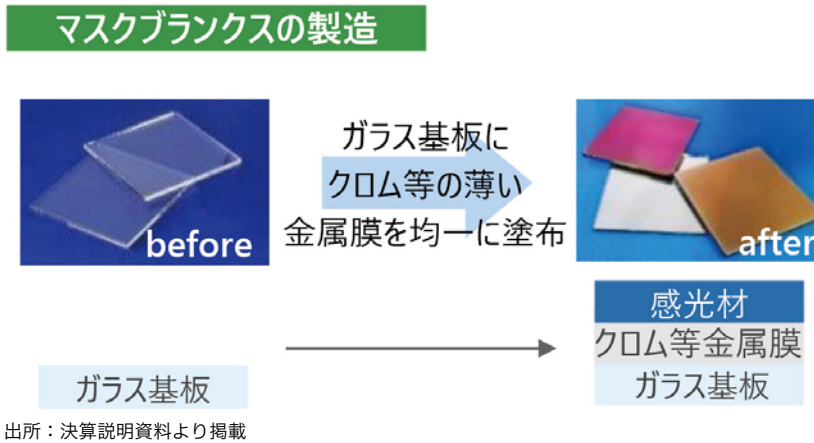 マスクブランクスの製造
ガラス基板に
クロム等の薄い
金属膜を均一に塗布
before
after
感光材
クロム等金属膜
ガラス基板
ガラス基板
出所：決算説明資料より掲載